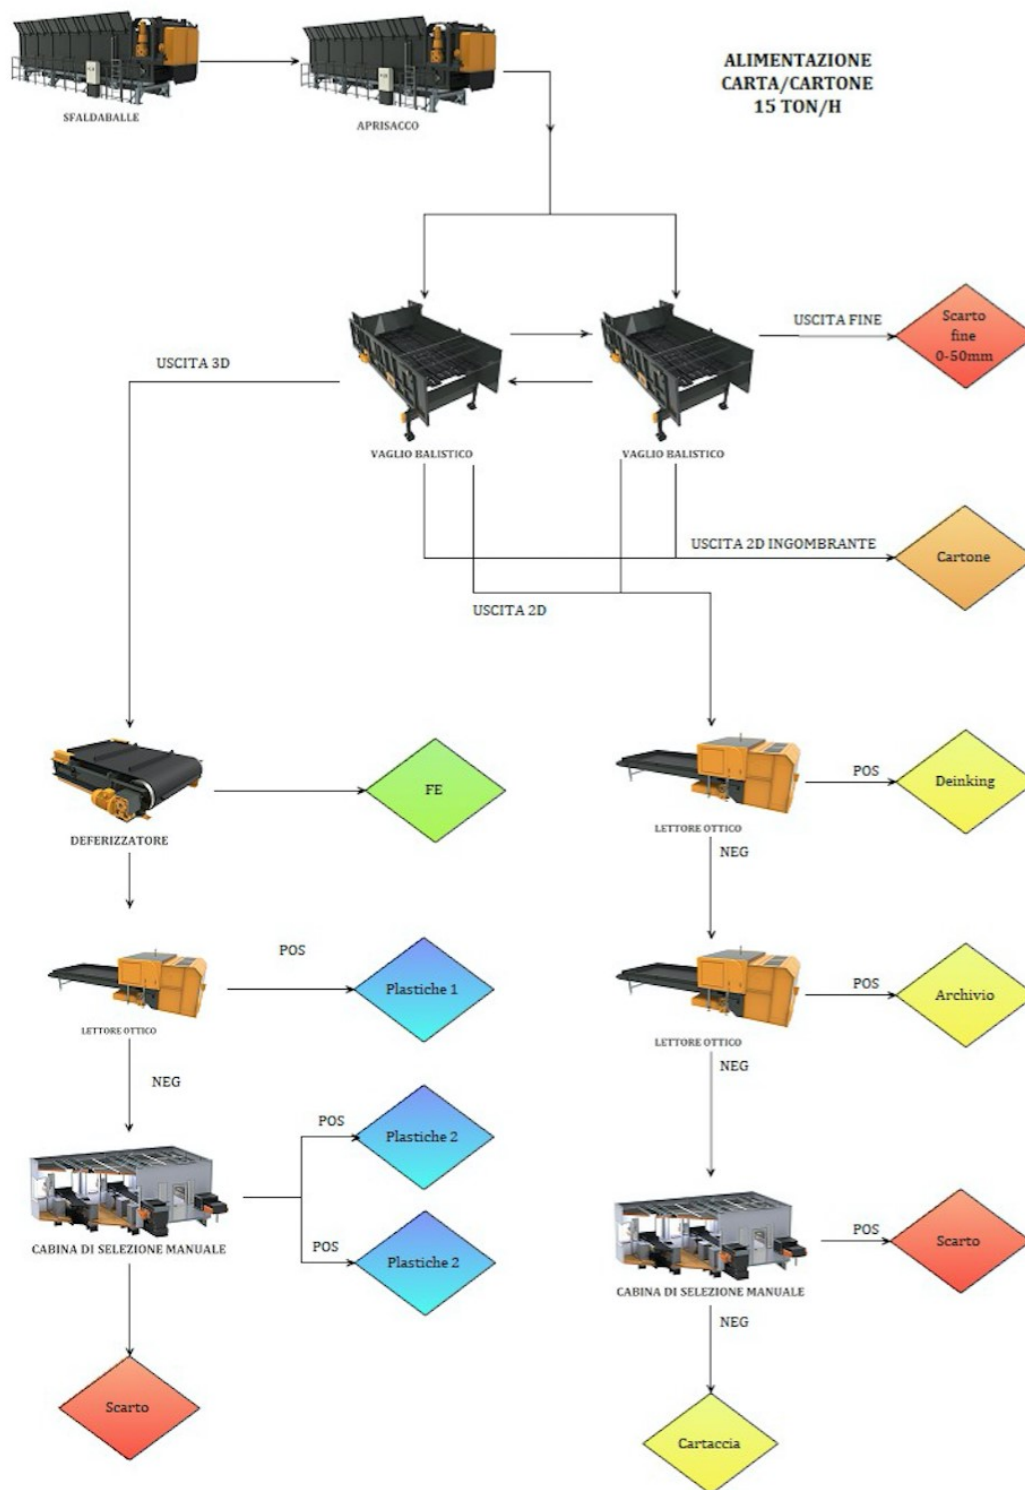 ALIMENTAZIONE
CARTA/CARTONE
15 TON/H
SFALDABALLE
APRISACCO
USCITA FINE
Scarto
fine
0-50mm
USCITA 3D
VAGLIO BALISTICO
VAGLIO BALISTICO
USCITA 2D INGOMBRANTE
Cartone
USCITA 2D
DEFERIZZATORE
FE
LETTORE OTTICO
POS
Deinking
NEG
LETTORE OTTICO
POS
Plastiche 1
LETTORE OTTICO
POS
Archivio
NEG
NEG
CABINA DI SELEZIONE MANUALE
POS
Plastiche 2
POS
Plastiche 2
CABINA DI SELEZIONE MANUALE
POS
Scarto
NEG
Scarto
Cartaccia